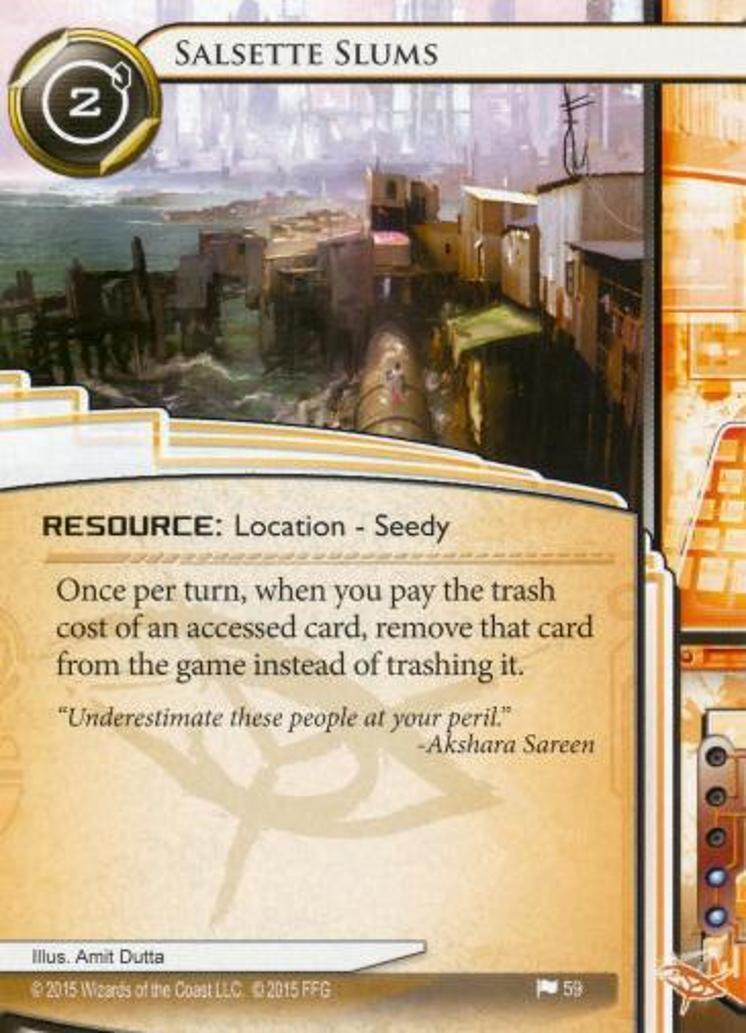 SALSETTE SLUMS
2
RESOURCE: Location - Seedy
Once per turn, when you pay the trash
cost of an accessed card, remove that card
from the game instead of trashing it.
“Underestimate these people at your peril.”
-Akshara Sareen
Illus. Amit Dutta
© 2015 Wizards of the Coast LLC. © 2015 FFG
59